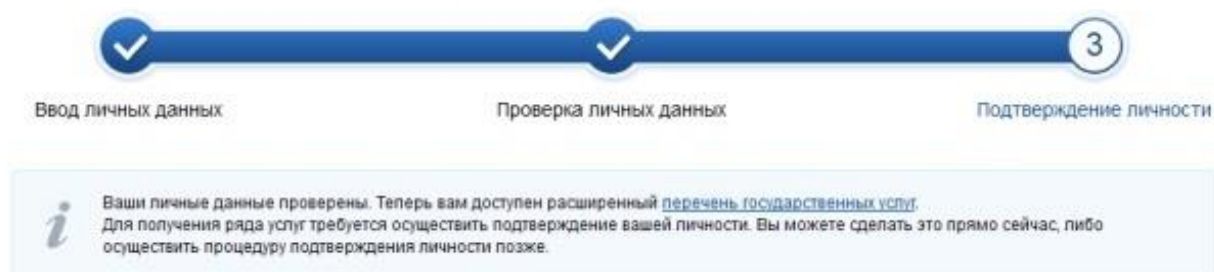 3
Ввод личных данных
Проверка личных данных
Подтверждение личности
Ваши личные данные проверены. Теперь вам доступен расширенный перечень государственных услуг.
Для получения ряда услуг требуется осуществить подтверждение вашей личности. Вы можете сделать это прямо сейчас, либо
осуществить процедуру подтверждения личности позже.